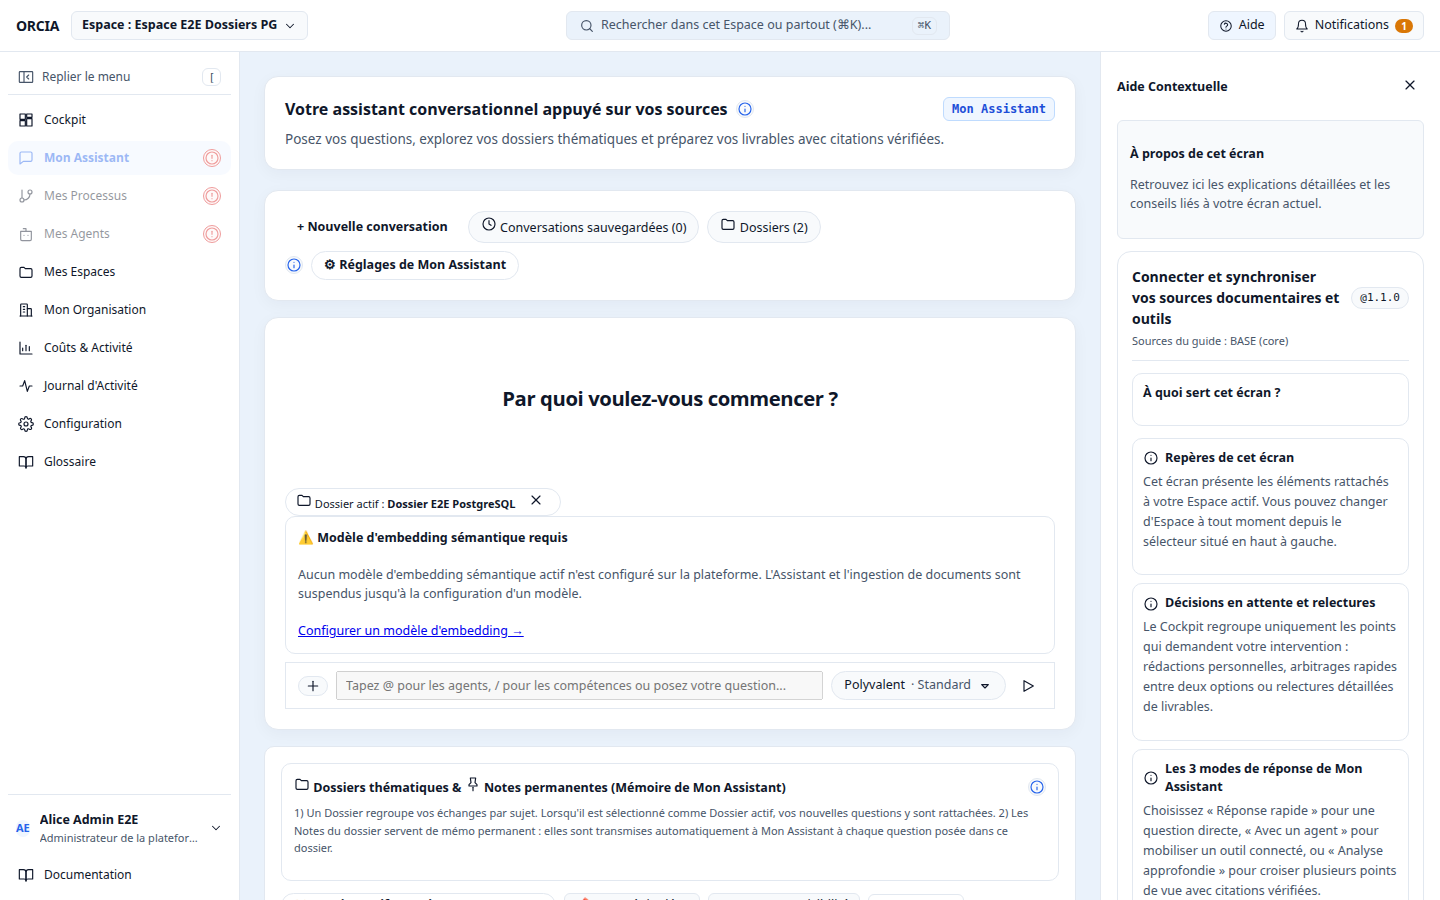 ORCIA
Espace : Espace E2E Dossiers PG
Rechercher dans cet Espace ou partout (⌘K)...
⌘K
Aide
Notifications
1
Replier le menu
[
Cockpit
Mon Assistant
Mes Processus
Mes Agents
Mes Espaces
Mon Organisation
Coûts & Activité
Journal d'Activité
Configuration
Glossaire
AE
Alice Admin E2E
Administrateur de la platefor...
Documentation
Votre assistant conversationnel appuyé sur vos sources
Mon Assistant
Posez vos questions, explorez vos dossiers thématiques et préparez vos livrables avec citations vérifiées.
+ Nouvelle conversation
Conversations sauvegardées (0)
Dossiers (2)
⚙ Réglages de Mon Assistant
Par quoi voulez-vous commencer ?
Dossier actif : Dossier E2E PostgreSQL
⚠️ Modèle d'embedding sémantique requis
Aucun modèle d'embedding sémantique actif n'est configuré sur la plateforme. L'Assistant et l'ingestion de documents sont
suspendus jusqu'à la configuration d'un modèle.
Configurer un modèle d'embedding →
Tapez @ pour les agents, / pour les compétences ou posez votre question...
Polyvalent · Standard
Dossiers thématiques & Notes permanentes (Mémoire de Mon Assistant)
1) Un Dossier regroupe vos échanges par sujet. Lorsqu'il est sélectionné comme Dossier actif, vos nouvelles questions y sont rattachées. 2) Les
Notes du dossier servent de mémo permanent : elles sont transmises automatiquement à Mon Assistant à chaque question posée dans ce
dossier.
Aide Contextuelle
À propos de cet écran
Retrouvez ici les explications détaillées et les
conseils liés à votre écran actuel.
Connecter et synchroniser
vos sources documentaires et
outils
@1.1.0
Sources du guide : BASE (core)
À quoi sert cet écran ?
Repères de cet écran
Cet écran présente les éléments rattachés
à votre Espace actif. Vous pouvez changer
d'Espace à tout moment depuis le
sélecteur situé en haut à gauche.
Décisions en attente et relectures
Le Cockpit regroupe uniquement les points
qui demandent votre intervention :
rédactions personnelles, arbitrages rapides
entre deux options ou relectures détaillées
de livrables.
Les 3 modes de réponse de Mon
Assistant
Choisissez « Réponse rapide » pour une
question directe, « Avec un agent » pour
mobiliser un outil connecté, ou « Analyse
approfondie » pour croiser plusieurs points
de vue avec citations vérifiées.